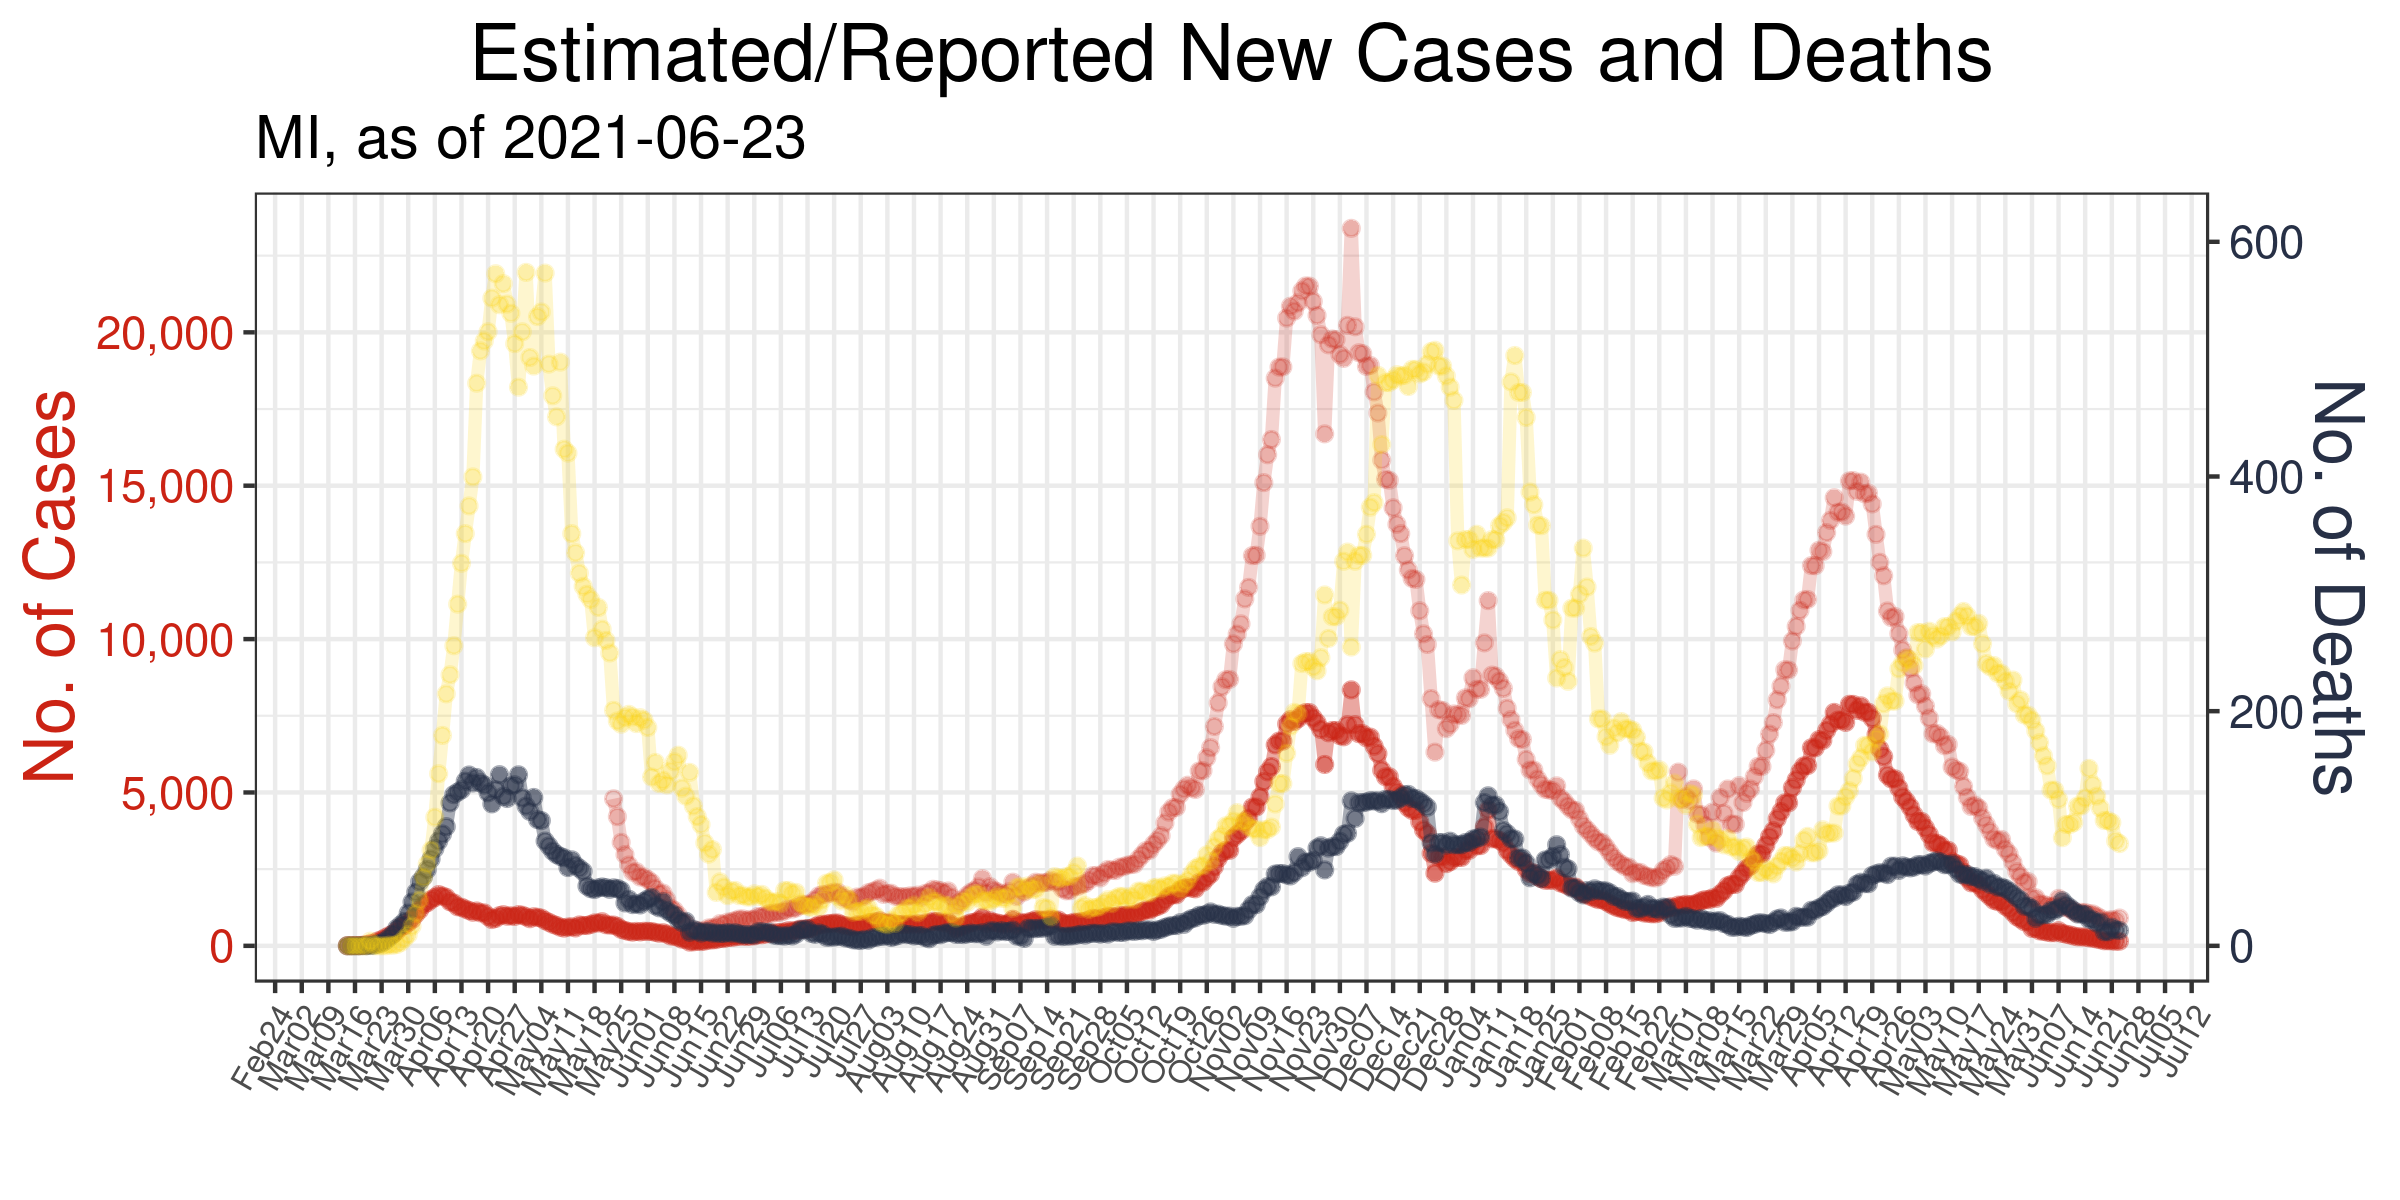 Estimated/Reported New Cases and Deaths
MI, as of 2021-06-23
No. of Cases
20,000
15,000
10,000
5,000
0
600
400
200
0
No. of Deaths
Feb24
Mar02
Mar09
Mar16
Mar23
Mar30
Apr06
Apr13
Apr20
Apr27
May04
May11
May18
May25
Jun01
Jun08
Jun15
Jun22
Jun29
Jul06
Jul13
Jul20
Jul27
Aug03
Aug10
Aug17
Aug24
Aug31
Sep07
Sep14
Sep21
Sep28
Oct05
Oct12
Oct19
Oct26
Nov02
Nov09
Nov16
Nov23
Nov30
Dec07
Dec14
Dec21
Dec28
Jan04
Jan11
Jan18
Jan25
Feb01
Feb08
Feb15
Feb22
Mar01
Mar08
Mar15
Mar22
Mar29
Apr05
Apr12
Apr19
Apr26
May03
May10
May17
May24
May31
Jun07
Jun14
Jun21
Jun28
Jul05
Jul12